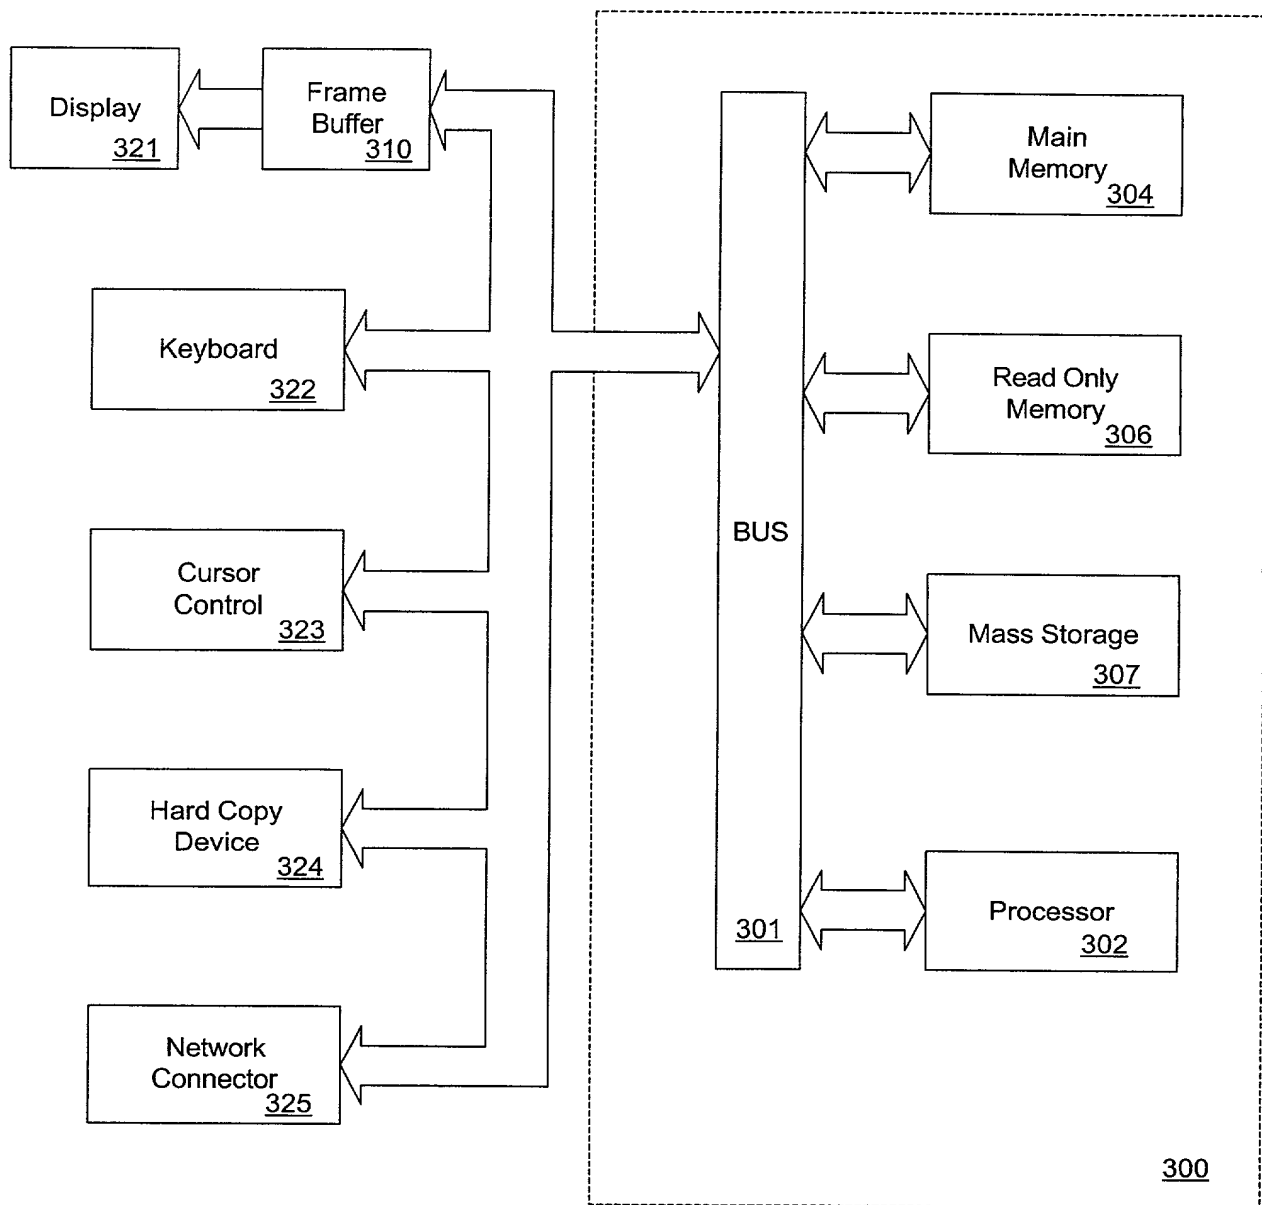 Display
321
Frame
Buffer
310
Keyboard
322
Cursor
Control
323
Hard Copy
Device
324
Network
Connector
325
BUS
301
Main
Memory
304
Read Only
Memory
306
Mass Storage
307
Processor
302
300